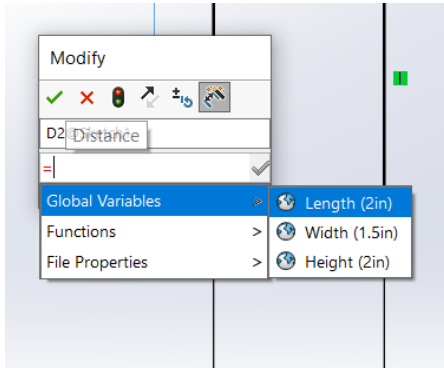 Modify
D2
Distance
=
Global Variables >
Length (2in)
Functions >
Width (1.5in)
File Properties >
Height (2in)